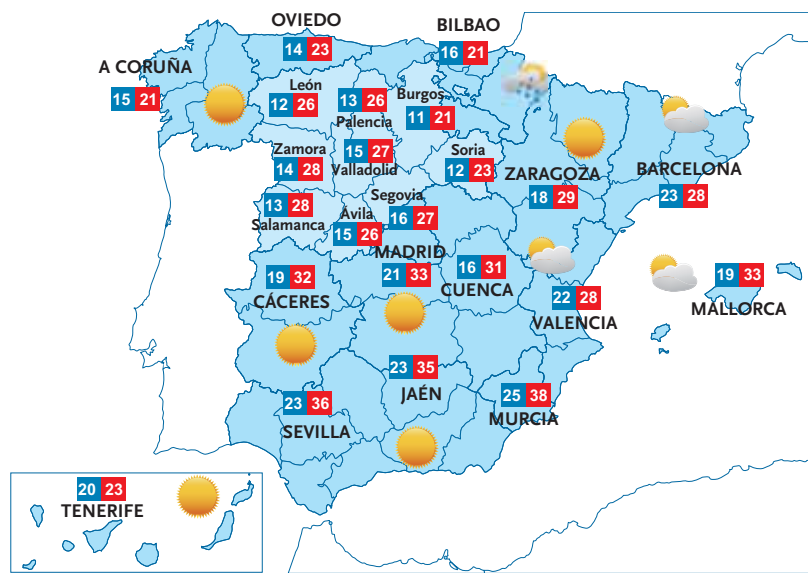 OVIEDO
14 23
BILBAO
16 21
A CORUÑA
15 21
León
12 26
13 26
Palencia
Burgos
11 21
Zamora
14 28
15 27
Valladolid
Soria
12 23
ZARAGOZA
18 29
BARCELONA
23 28
13 28
Salamanca
Segovia
16 27
Ávila
15 26
MADRID
21 33
16 31
CUENCA
19 32
CÁCERES
22 28
VALENCIA
19 33
MALLORCA
23 35
JAÉN
23 36
SEVILLA
25 38
MURCIA
20 23
TENERIFE